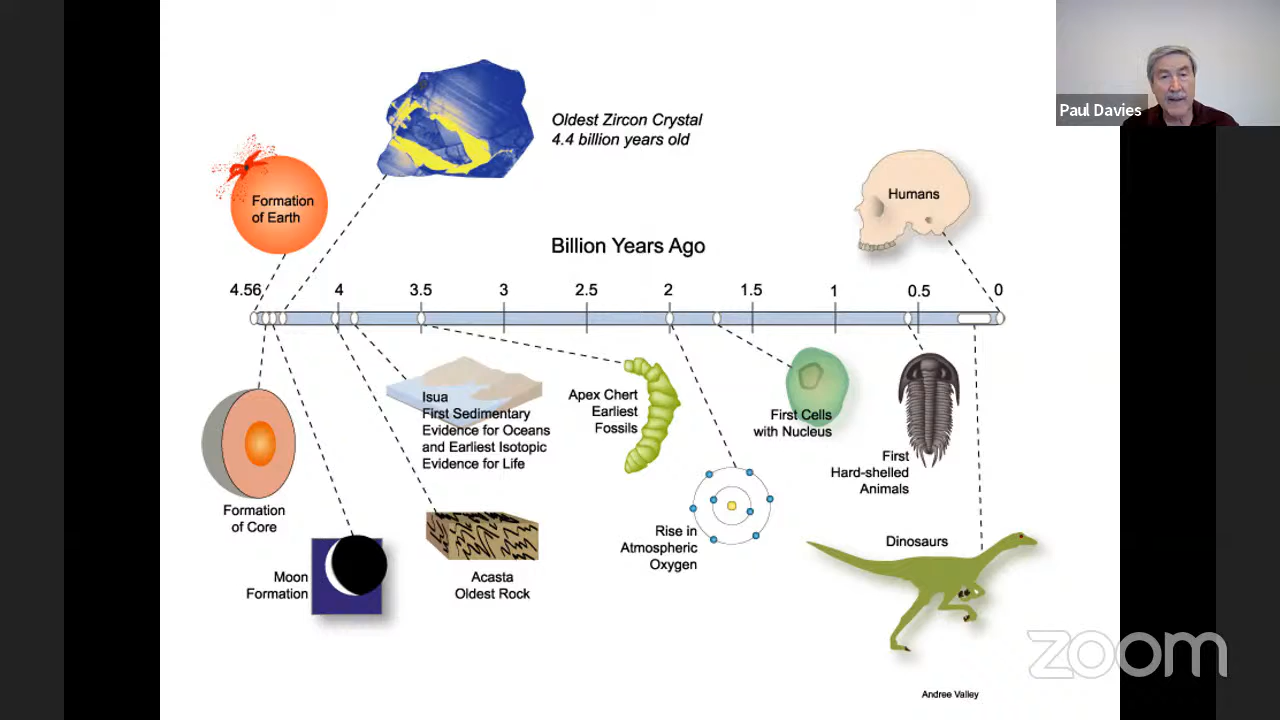 Paul Davies
Oldest Zircon Crystal
4.4 billion years old
Formation
of Earth
Humans
Billion Years Ago
4.56
4
3.5
3
2.5
2
1.5
1
0.5
0
Isua
First Sedimentary
Evidence for Oceans
and Earliest Isotopic
Evidence for Life
Apex Chert
Earliest
Fossils
First Cells
with Nucleus
First
Hard-shelled
Animals
Formation
of Core
Rise in
Atmospheric
Oxygen
Dinosaurs
Moon
Formation
Acasta
Oldest Rock
zoom
Andree Valley